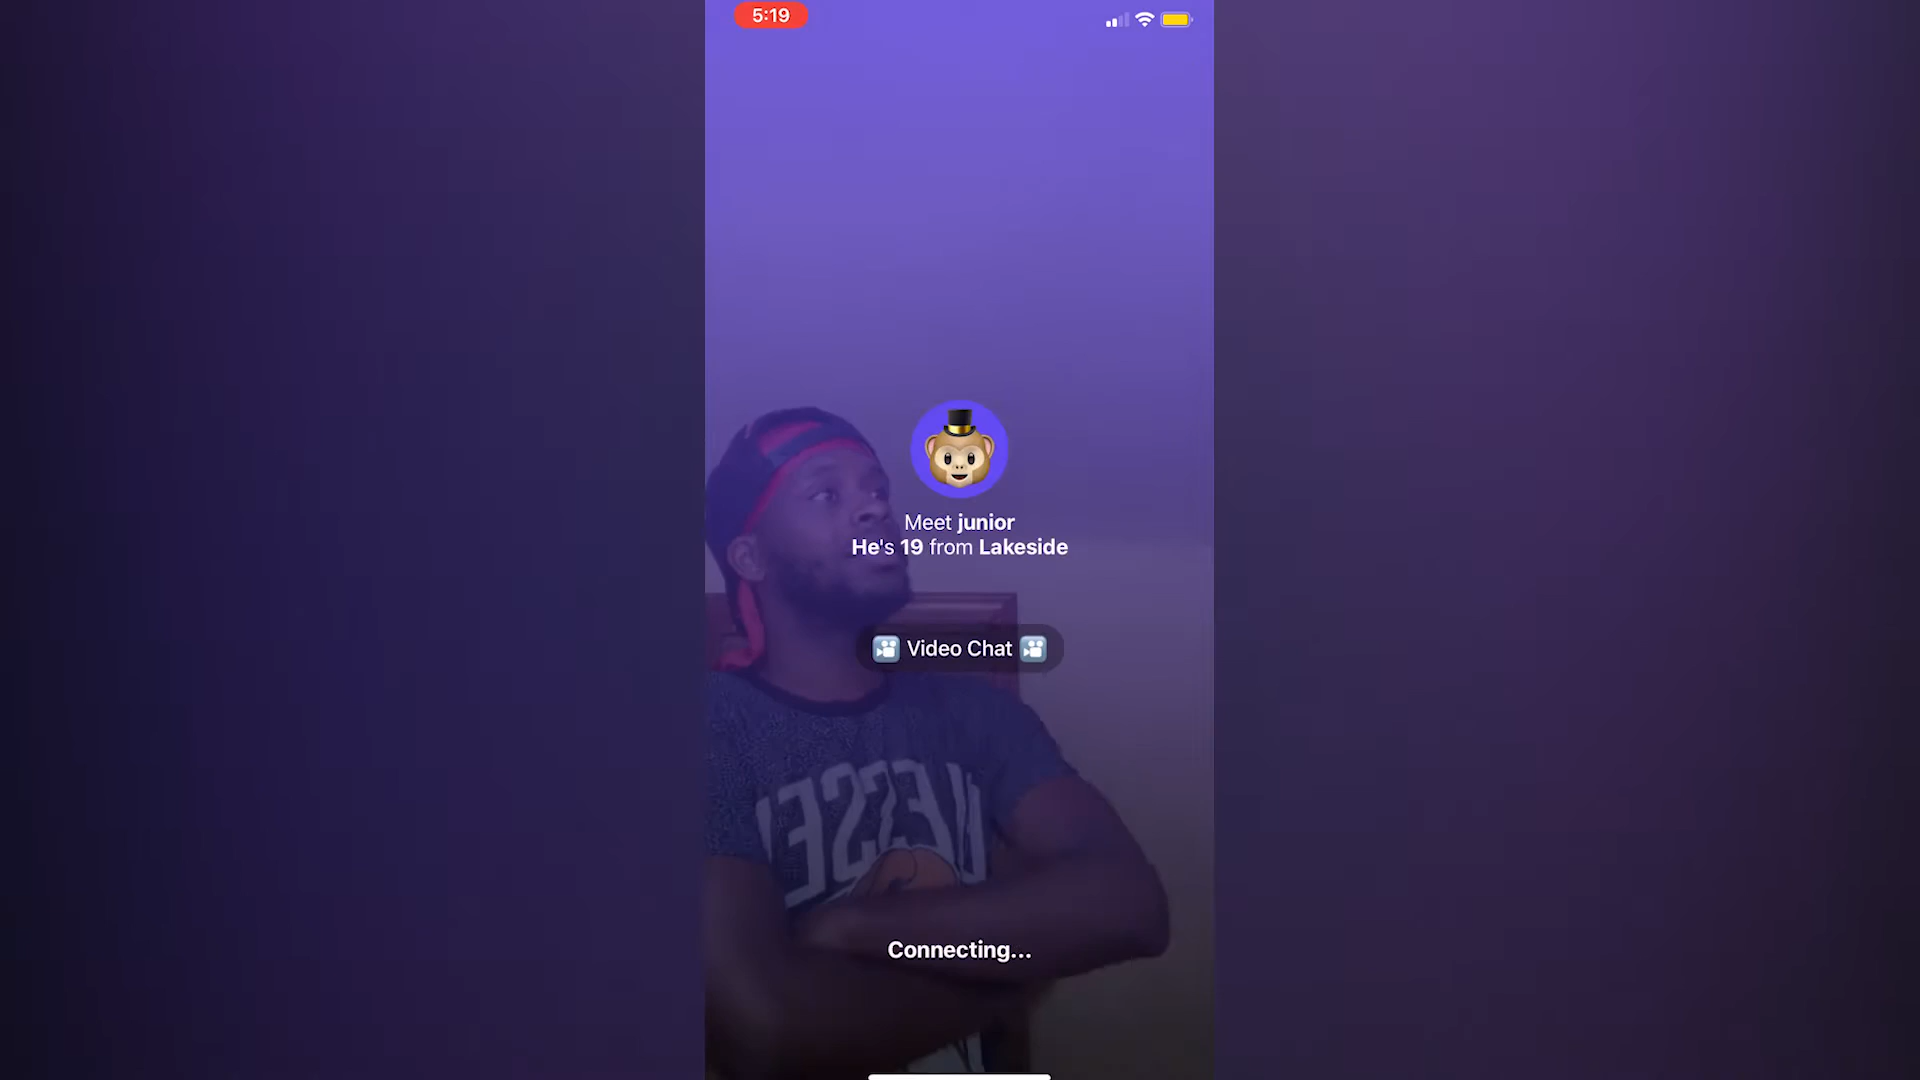 5:19
Meet junior
He's 19 from Lakeside
Video Chat
Connecting...